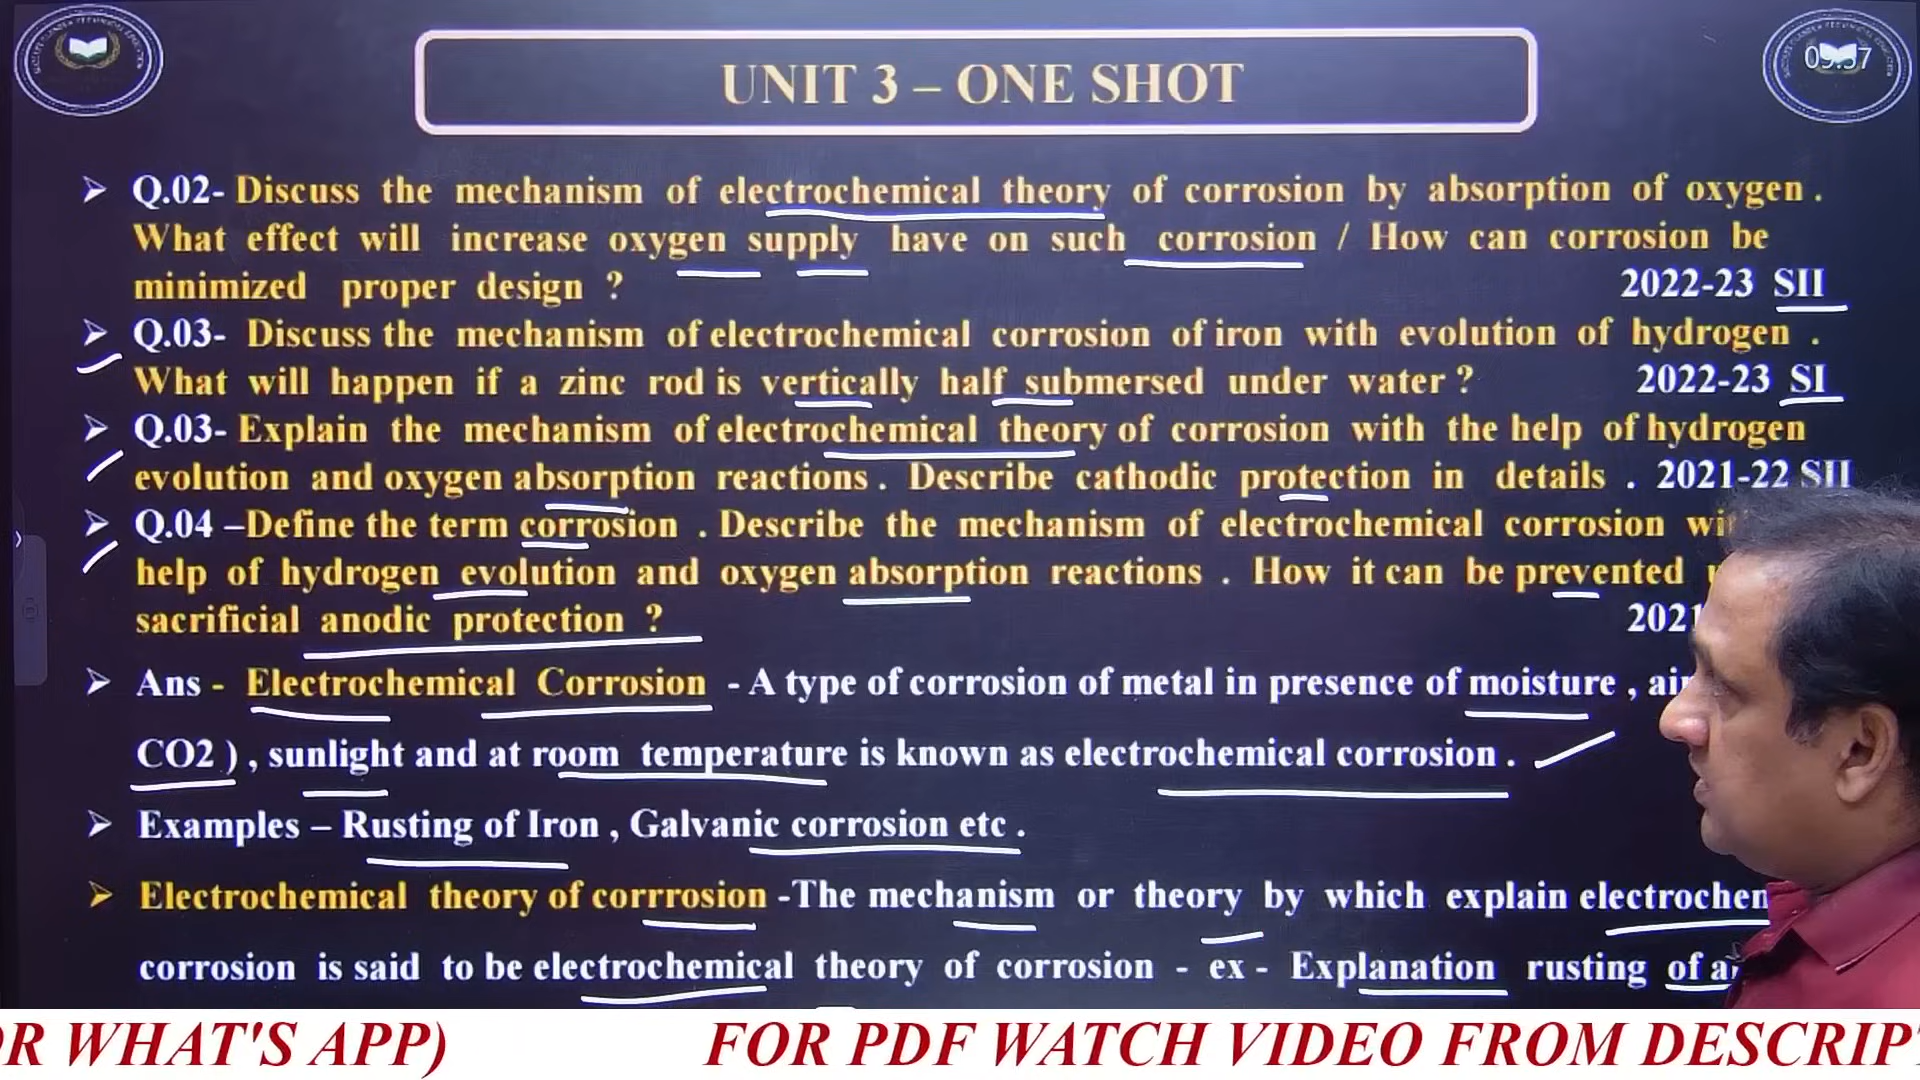 UNIT 3 – ONE SHOT
09:37
➤ Q.02- Discuss the mechanism of electrochemical theory of corrosion by absorption of oxygen .
What effect will increase oxygen supply have on such corrosion / How can corrosion be
minimized proper design ? 2022-23 SII
➤ Q.03- Discuss the mechanism of electrochemical corrosion of iron with evolution of hydrogen .
What will happen if a zinc rod is vertically half submersed under water ? 2022-23 SI
➤ Q.03- Explain the mechanism of electrochemical theory of corrosion with the help of hydrogen
evolution and oxygen absorption reactions . Describe cathodic protection in details . 2021-22 SII
➤ Q.04 –Define the term corrosion . Describe the mechanism of electrochemical corrosion wi
help of hydrogen evolution and oxygen absorption reactions . How it can be prevented
sacrificial anodic protection ? 2021
➤ Ans - Electrochemical Corrosion - A type of corrosion of metal in presence of moisture , air
CO2 ) , sunlight and at room temperature is known as electrochemical corrosion .
➤ Examples – Rusting of Iron , Galvanic corrosion etc .
➤ Electrochemical theory of corrrosion -The mechanism or theory by which explain electrochem
corrosion is said to be electrochemical theory of corrosion - ex - Explanation rusting of a
OR WHAT'S APP) FOR PDF WATCH VIDEO FROM DESCRIPT